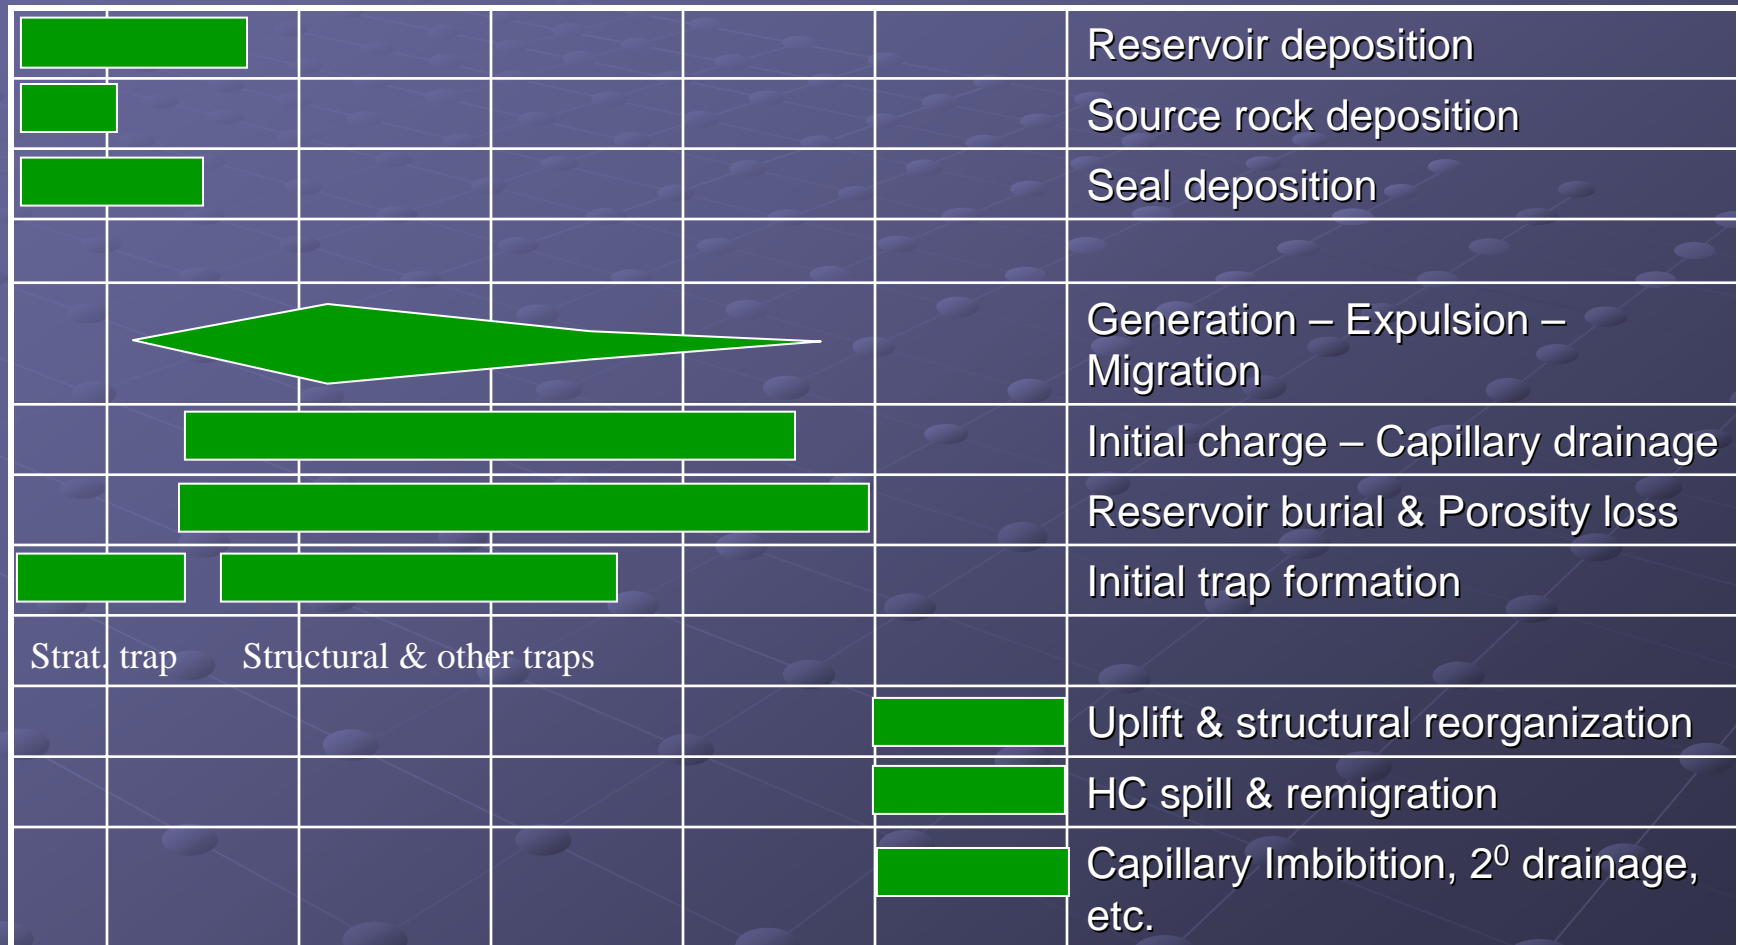 Reservoir deposition
Source rock deposition
Seal deposition
Generation – Expulsion –
Migration
Initial charge – Capillary drainage
Reservoir burial & Porosity loss
Initial trap formation
Strat. trap
Structural & other traps
Uplift & structural reorganization
HC spill & remigration
Capillary Imbibition, 2⁰ drainage,
etc.